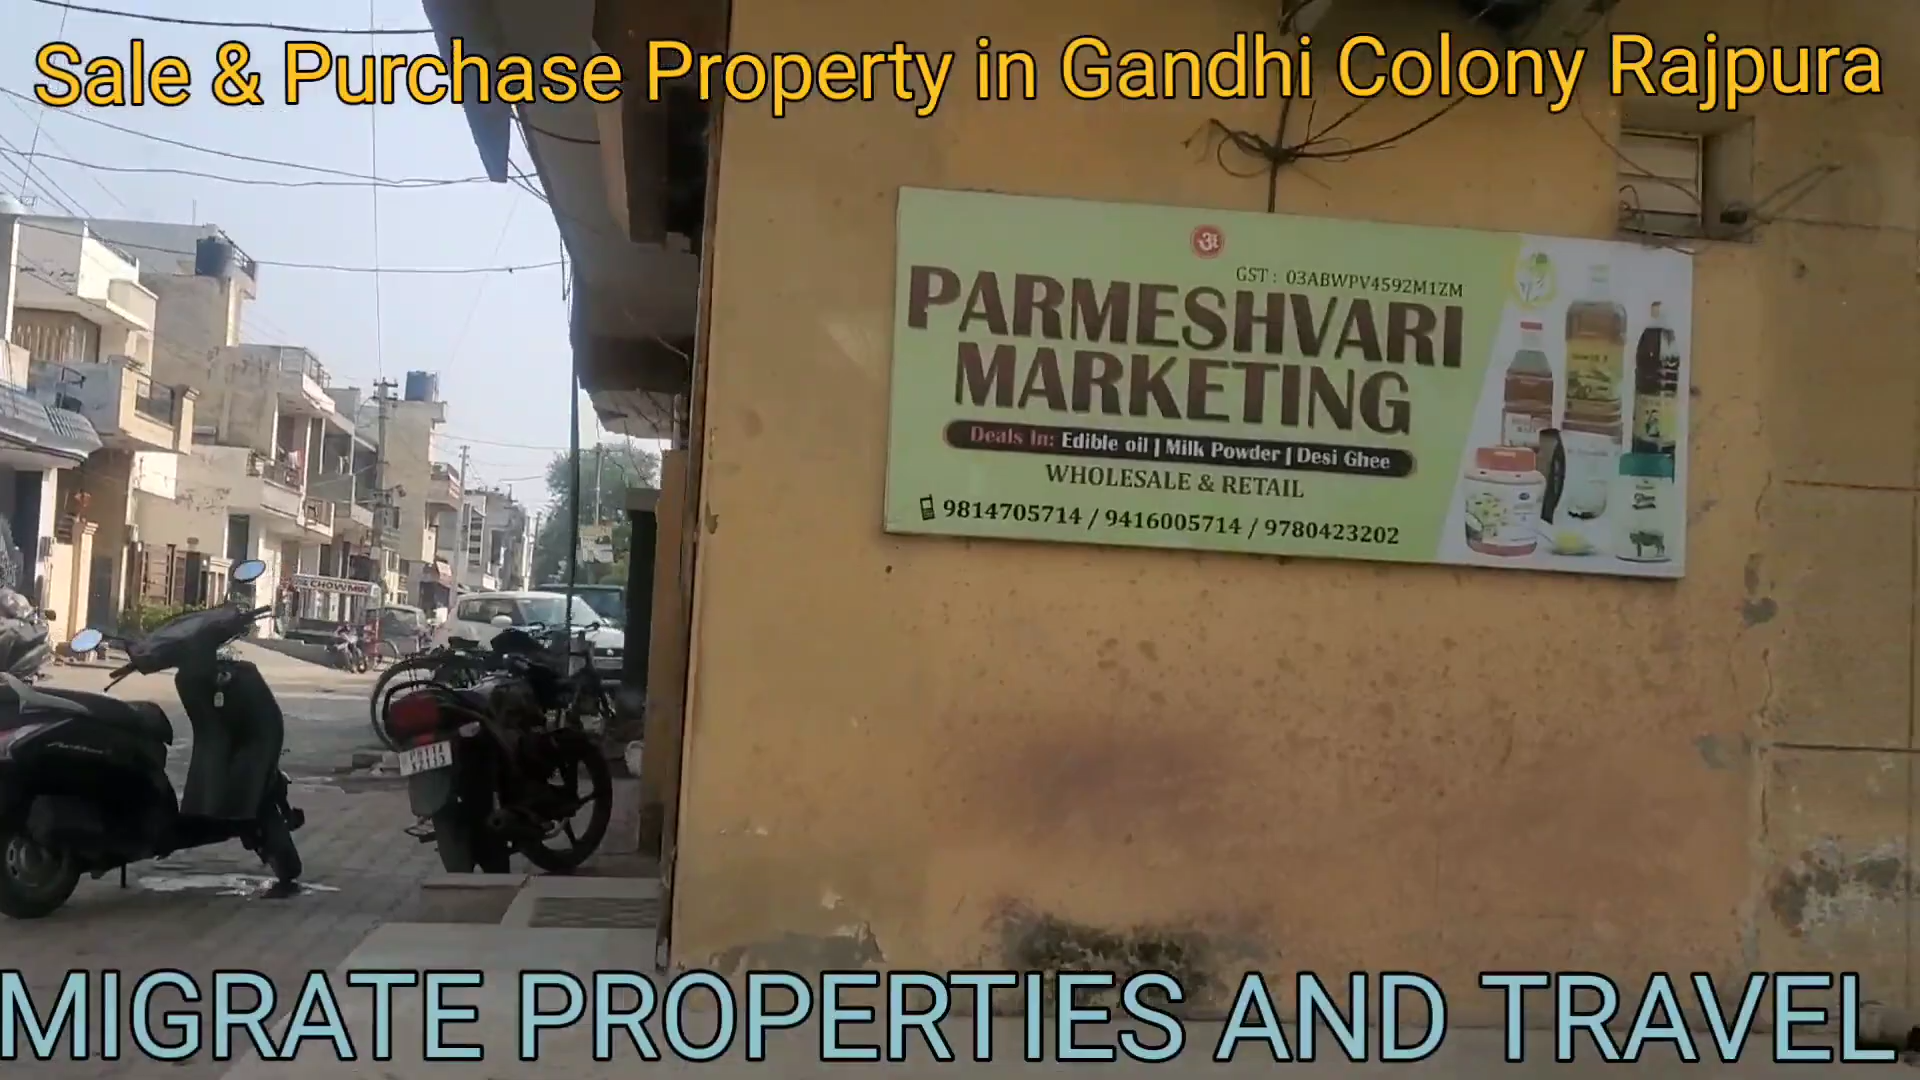 Sale & Purchase Property in Gandhi Colony Rajpura
GST : 03ABWPV4592M1ZM
PARMESHVARI
MARKETING
Deals In: Edible oil | Milk Powder | Desi Ghee
WHOLESALE & RETAIL
9814705714 / 9416005714 / 9780423202
CHOWMIN
MIGRATE PROPERTIES AND TRAVEL